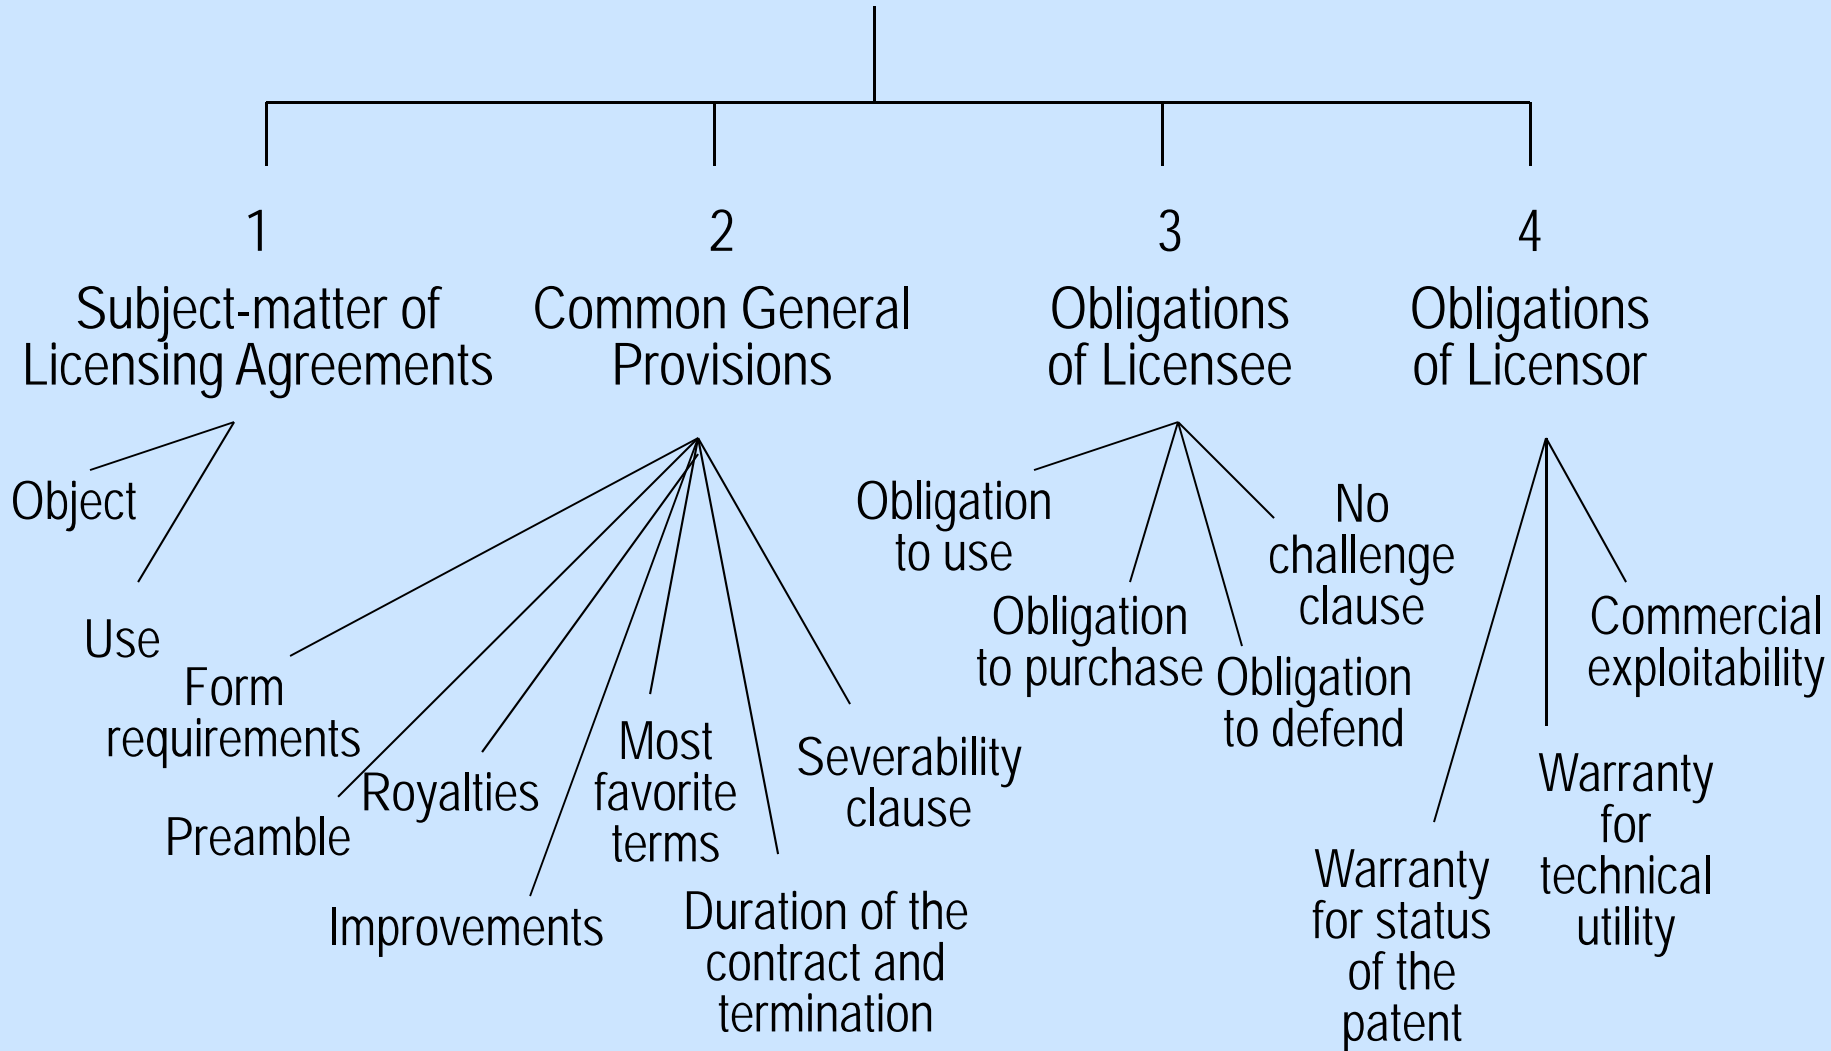 1
Subject-matter of
Licensing Agreements
Object
Use
2
Common General
Provisions
Form
requirements
Preamble
Royalties
Improvements
Most
favorite
terms
Duration of the
contract and
termination
Severability
clause
3
Obligations
of Licensee
Obligation
to use
Obligation
to purchase
Obligation
to defend
No
challenge
clause
4
Obligations
of Licensor
Warranty
for status
of the
patent
Warranty
for
technical
utility
Commercial
exploitability